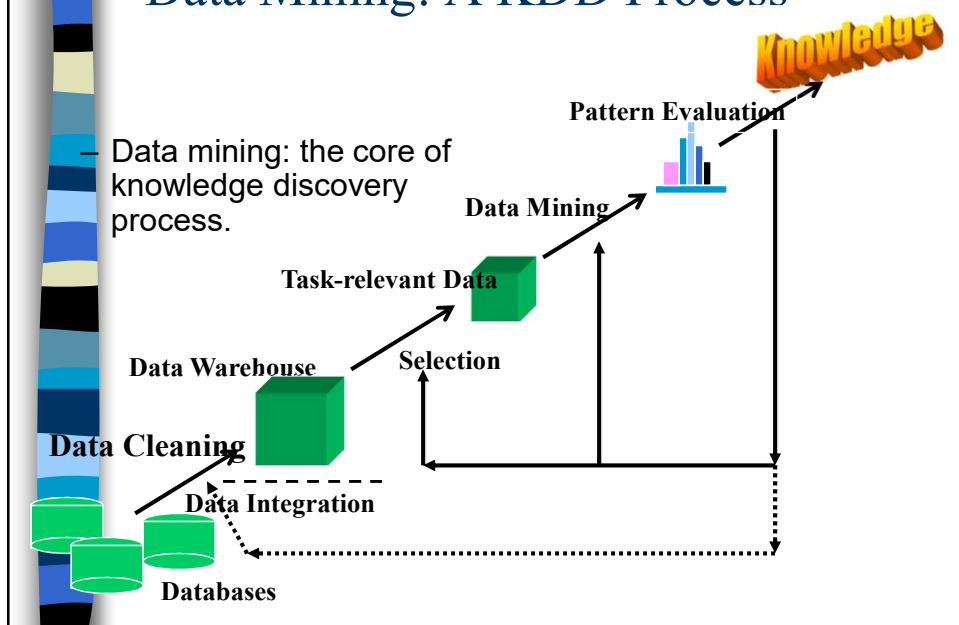 Data Mining: A KDD Process
Knowledge
Pattern Evaluation
– Data mining: the core of
knowledge discovery
process.
Data Mining
Task-relevant Data
Selection
Data Warehouse
Data Cleaning
Data Integration
Databases